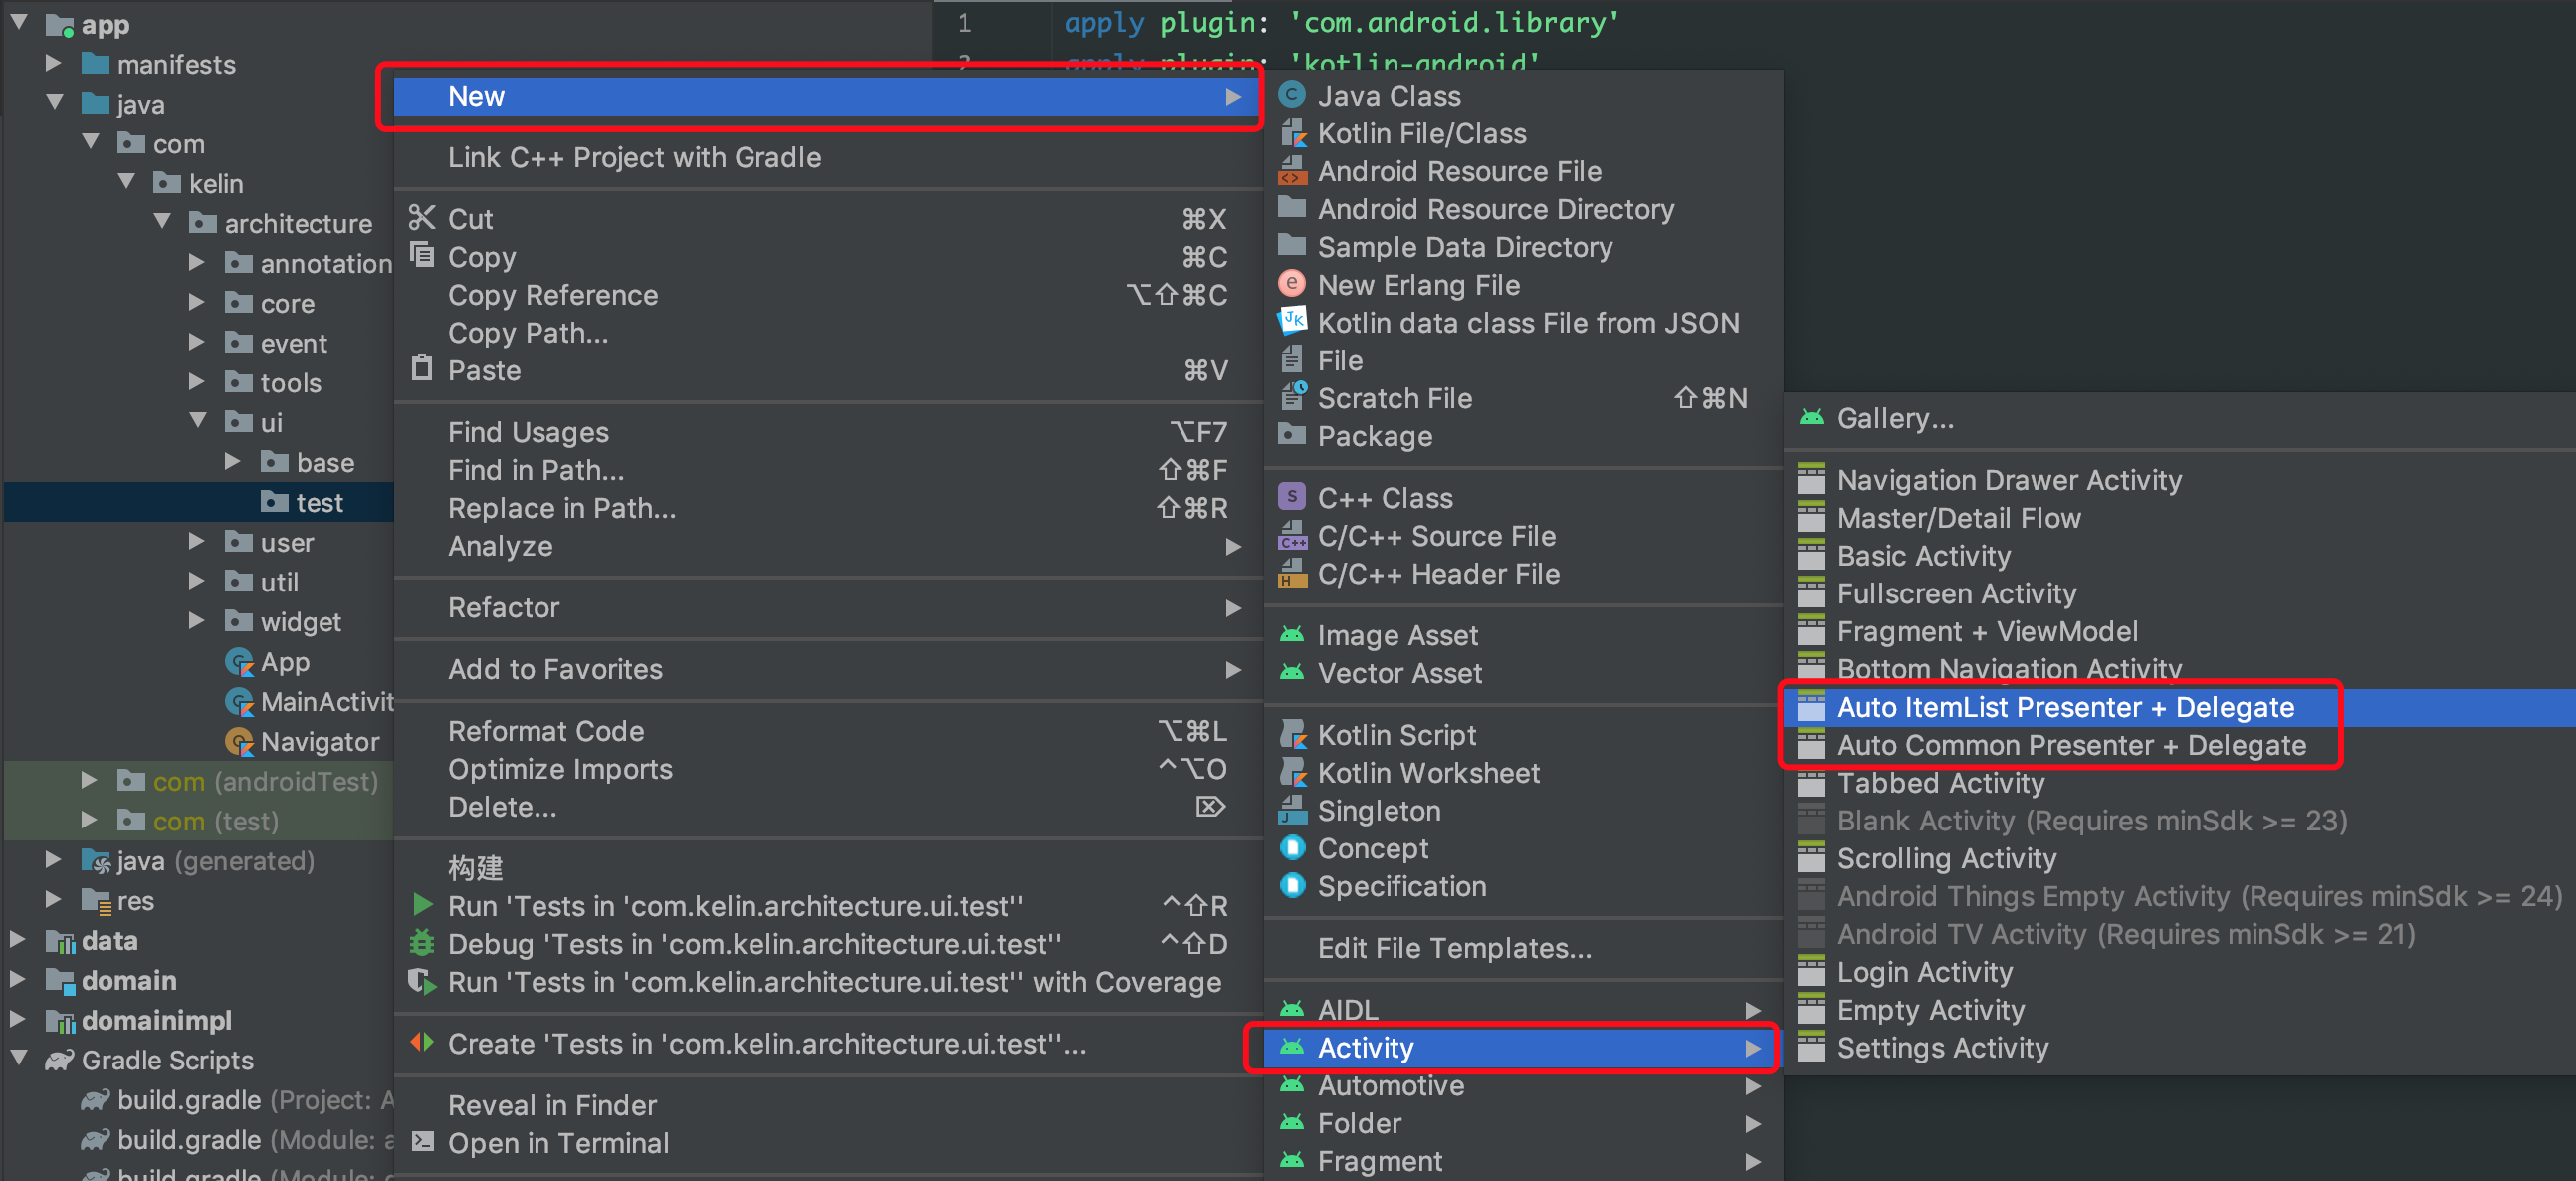 app
manifests
java
com
kelin
architecture
annotation
core
event
tools
ui
base
test
user
util
widget
App
MainActivit
Navigator
com (androidTest)
com (test)
java (generated)
res
data
domain
domainimpl
Gradle Scripts
build.gradle (Project: A
build.gradle (Module: a
build.gradle (Module:
1 apply plugin: 'com.android.library'
2 apply plugin: 'kotlin-android'
New
Link C++ Project with Gradle
Cut ⌘X
Copy ⌘C
Copy Reference ⌥⇧⌘C
Copy Path...
Paste ⌘V
Find Usages ⌥F7
Find in Path... ⇧⌘F
Replace in Path... ⇧⌘R
Analyze
Refactor
Add to Favorites
Reformat Code ⌥⌘L
Optimize Imports ^⌥O
Delete... ⌦
构建
Run 'Tests in 'com.kelin.architecture.ui.test'' ^⇧R
Debug 'Tests in 'com.kelin.architecture.ui.test'' ^⇧D
Run 'Tests in 'com.kelin.architecture.ui.test'' with Coverage
Create 'Tests in 'com.kelin.architecture.ui.test''...
Reveal in Finder
Open in Terminal
Java Class
Kotlin File/Class
Android Resource File
Android Resource Directory
Sample Data Directory
New Erlang File
Kotlin data class File from JSON
File
Scratch File ⇧⌘N
Package
C++ Class
C/C++ Source File
C/C++ Header File
Image Asset
Vector Asset
Kotlin Script
Kotlin Worksheet
Singleton
Concept
Specification
Edit File Templates...
AIDL
Activity
Automotive
Folder
Fragment
Gallery...
Navigation Drawer Activity
Master/Detail Flow
Basic Activity
Fullscreen Activity
Fragment + ViewModel
Bottom Navigation Activity
Auto ItemList Presenter + Delegate
Auto Common Presenter + Delegate
Tabbed Activity
Blank Activity (Requires minSdk >= 23)
Scrolling Activity
Android Things Empty Activity (Requires minSdk >= 24)
Android TV Activity (Requires minSdk >= 21)
Login Activity
Empty Activity
Settings Activity